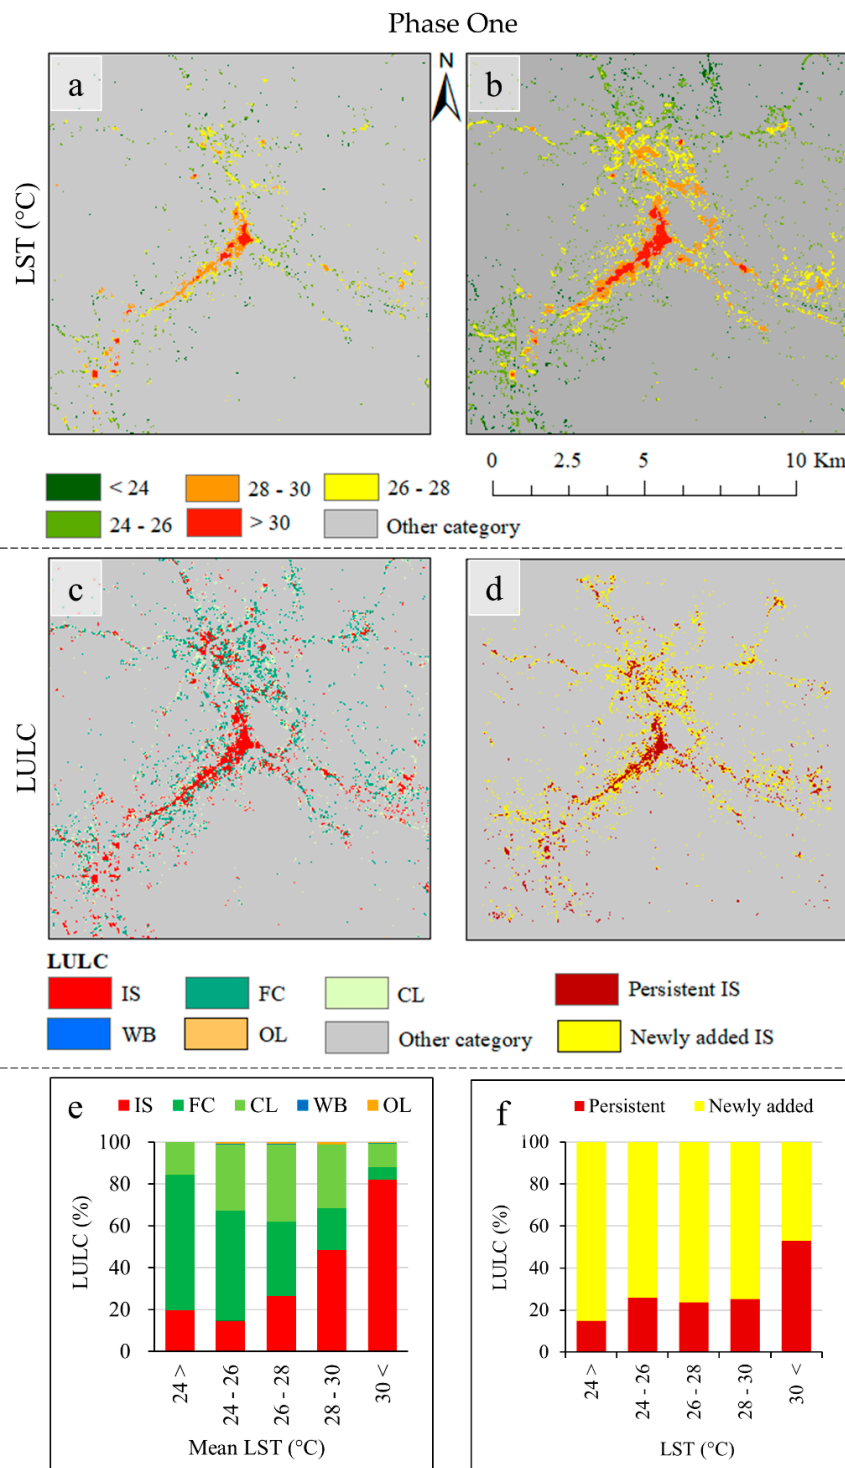 Phase One
a
N
b
LST (°C)
0 2.5 5 10 Km
< 24 28 - 30 26 - 28
24 - 26 > 30 Other category
c
d
LULC
LULC
IS FC CL Persistent IS
WB OL Other category Newly added IS
e
IS FC CL WB OL
100
80
60
40
20
0
LULC (%)
24 >
24 - 26
26 - 28
28 - 30
30 <
Mean LST (°C)
f
Persistent Newly added
100
80
60
40
20
0
LULC (%)
24 >
24 - 26
26 - 28
28 - 30
30 <
LST (°C)